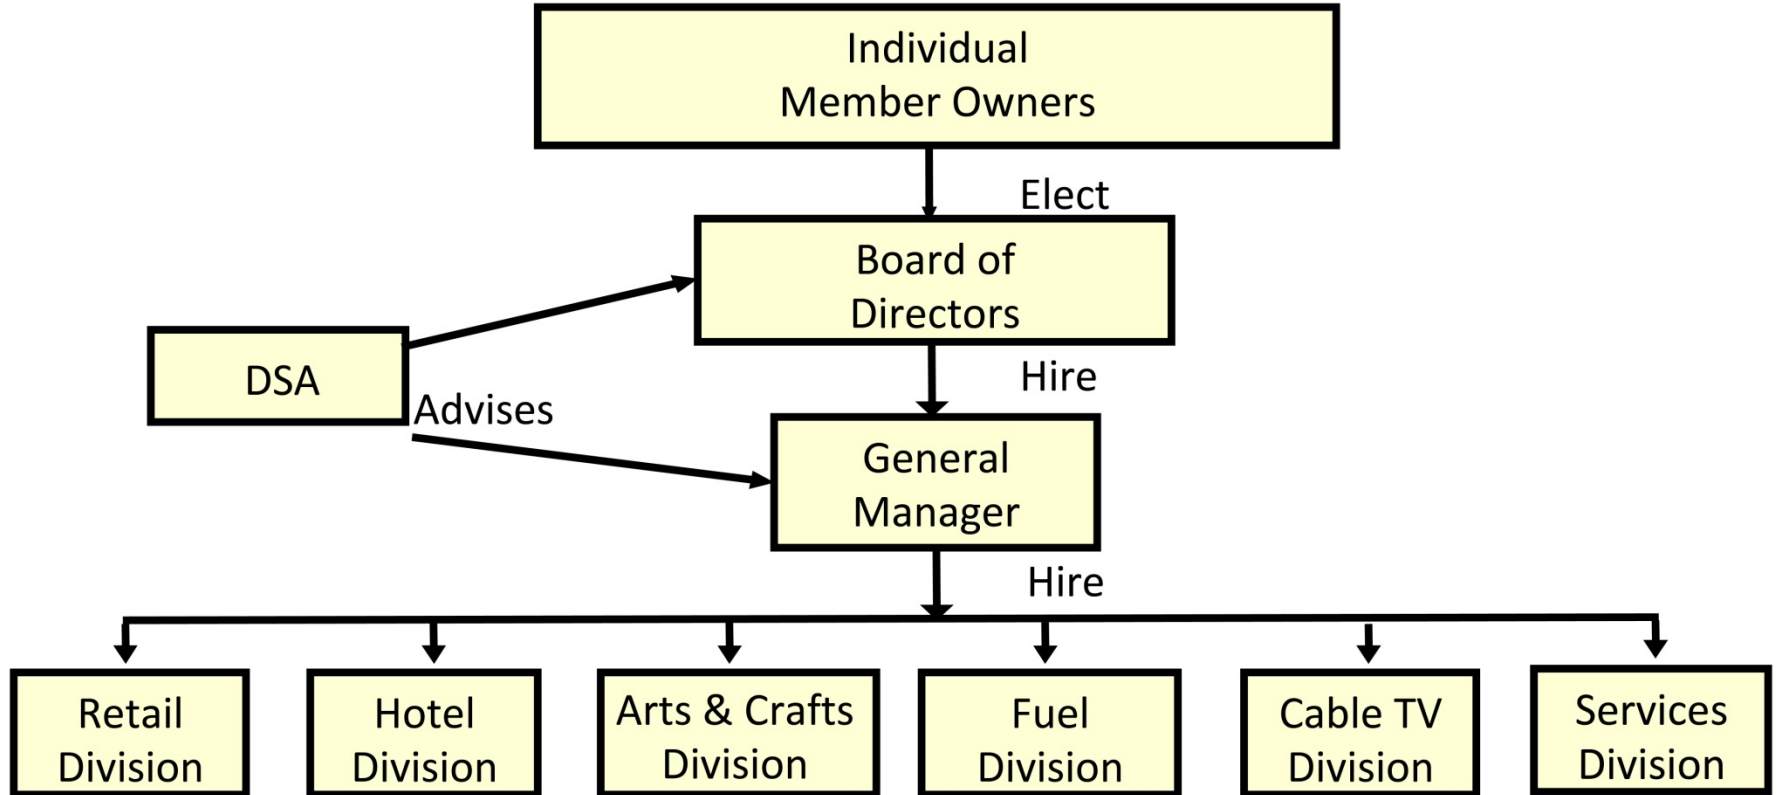 Individual
Member Owners
Elect
Board of
Directors
DSA
Advises
Hire
General
Manager
Hire
Retail
Division
Hotel
Division
Arts & Crafts
Division
Fuel
Division
Cable TV
Division
Services
Division